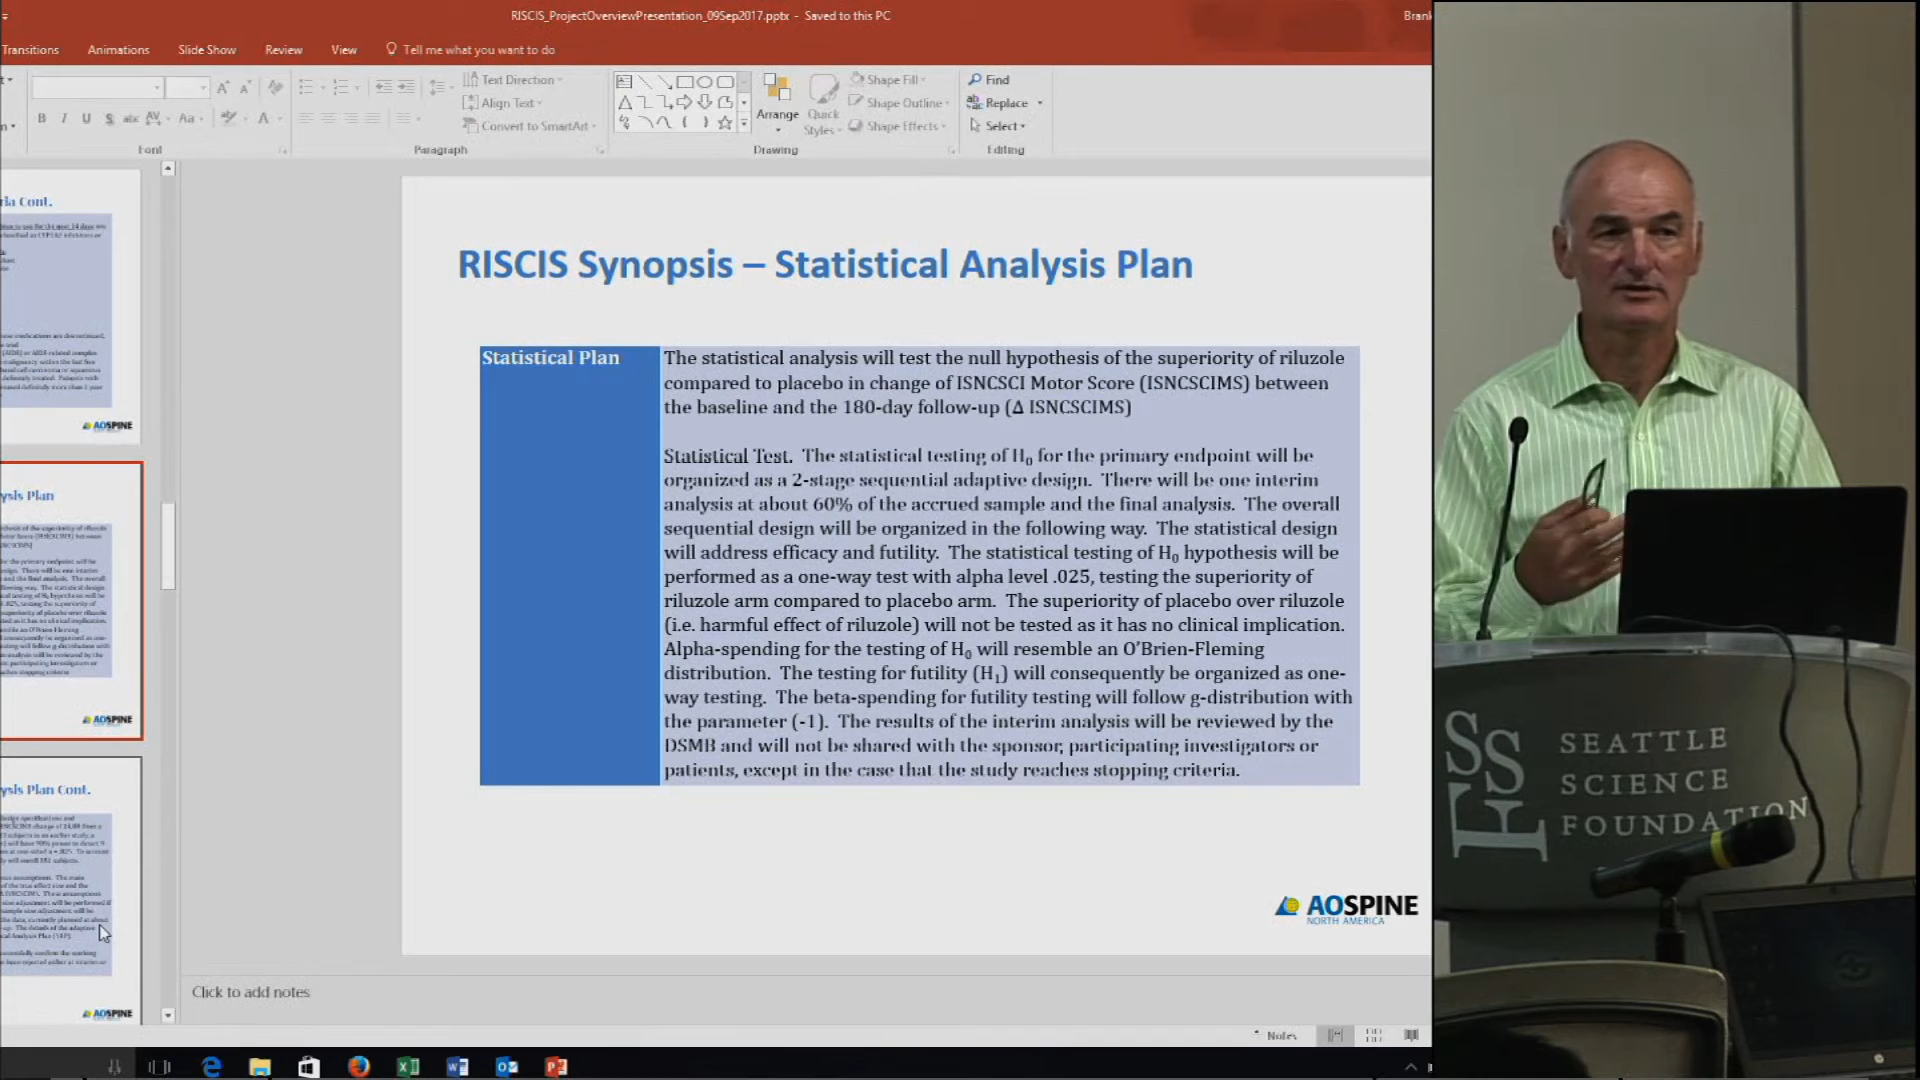 RISCIS_ProjectOverviewPresentation_09Sep2017.pptx - Saved to this PC
Brank
Transitions Animations Slide Show Review View Tell me what you want to do
Text Direction
Align Text
Convert to SmartArt
Arrange
Quick
Styles
Shape Fill
Shape Outline
Shape Effects
Find
Replace
Select
Font Paragraph Drawing Editing
ria Cont.
AOSPINE
ysis Plan
AOSPINE
ysis Plan Cont.
AOSPINE
RISCIS Synopsis – Statistical Analysis Plan
Statistical Plan
The statistical analysis will test the null hypothesis of the superiority of riluzole
compared to placebo in change of ISNCSCI Motor Score (ISNCSCIMS) between
the baseline and the 180-day follow-up (Δ ISNCSCIMS)
Statistical Test. The statistical testing of H0 for the primary endpoint will be
organized as a 2-stage sequential adaptive design. There will be one interim
analysis at about 60% of the accrued sample and the final analysis. The overall
sequential design will be organized in the following way. The statistical design
will address efficacy and futility. The statistical testing of H0 hypothesis will be
performed as a one-way test with alpha level .025, testing the superiority of
riluzole arm compared to placebo arm. The superiority of placebo over riluzole
(i.e. harmful effect of riluzole) will not be tested as it has no clinical implication.
Alpha-spending for the testing of H0 will resemble an O'Brien-Fleming
distribution. The testing for futility (H1) will consequently be organized as one-
way testing. The beta-spending for futility testing will follow g-distribution with
the parameter (-1). The results of the interim analysis will be reviewed by the
DSMB and will not be shared with the sponsor, participating investigators or
patients, except in the case that the study reaches stopping criteria.
AOSPINE
NORTH AMERICA
Click to add notes
Notes
SSF
SEATTLE
SCIENCE
FOUNDATION